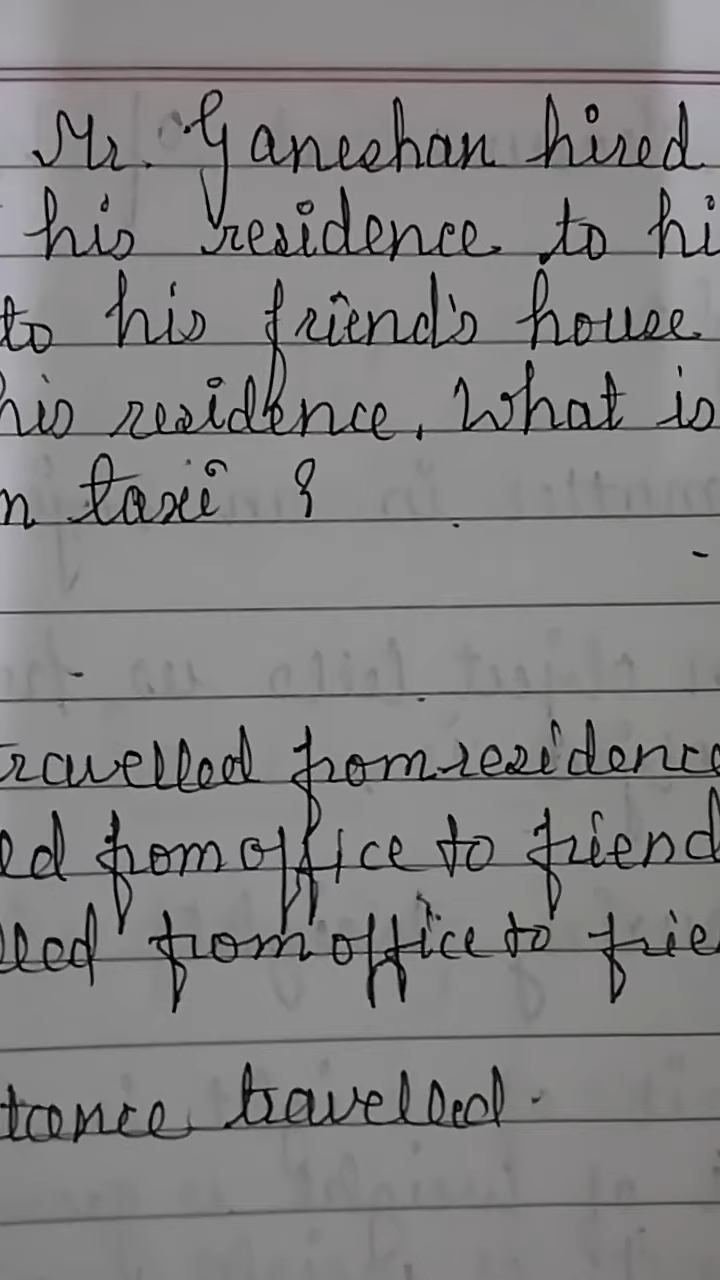 Mr. Ganeshan hired
his residence to hi
to his friend's house
his residence. What is
n taxi ?
ravelled from residence
ed from office to friend
lled from office to frie
tance travelled.